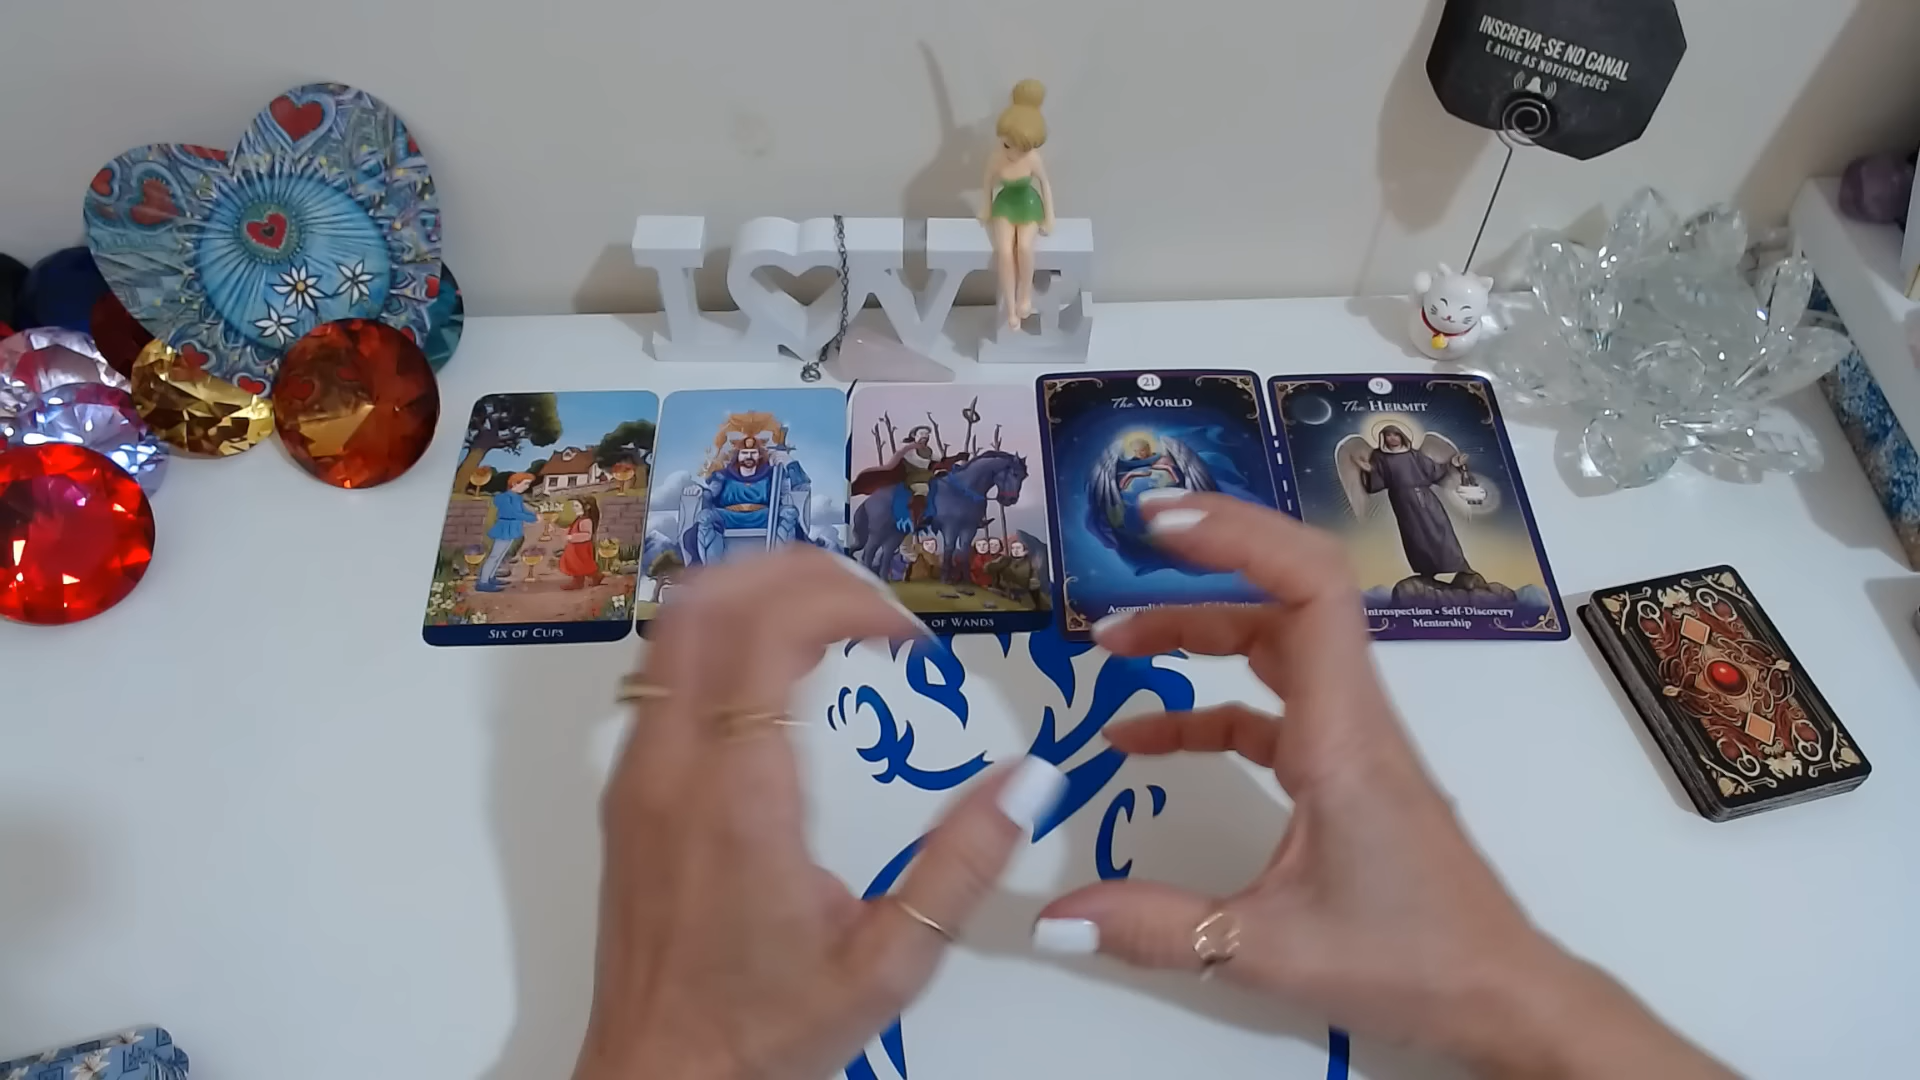 INSCREVA-SE NO CANAL
E ATIVE AS NOTIFICAÇÕES
LOVE
21
The WORLD
9
The HERMIT
Introspection • Self-Discovery
Mentorship
SIX OF CUPS
OF WANDS